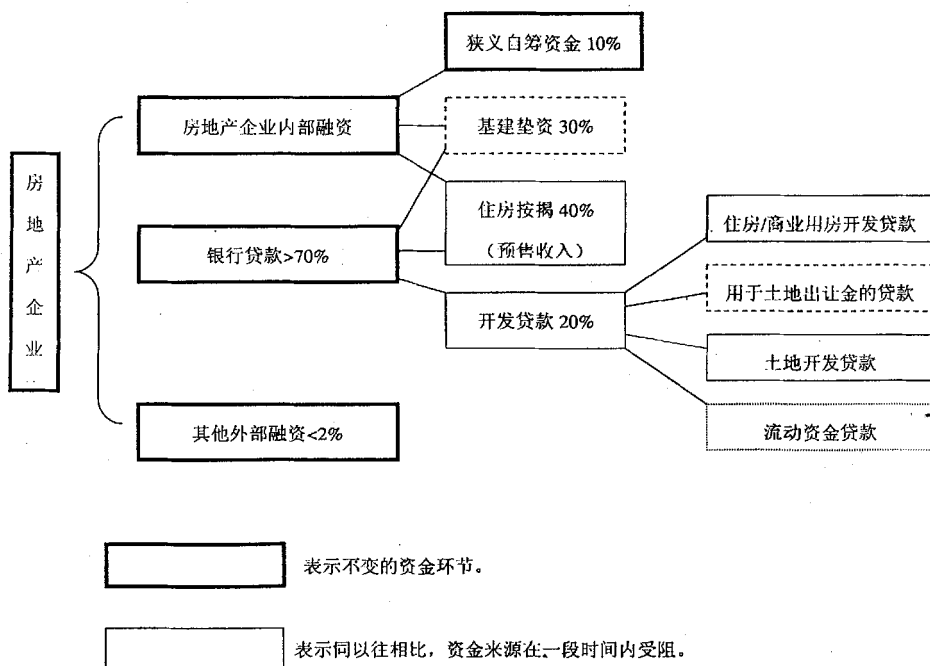 房地产企业
狭义自筹资金 10%
房地产企业内部融资
基建垫资 30%
住房按揭 40%
（预售收入）
银行贷款>70%
开发贷款 20%
住房/商业用房开发贷款
用于土地出让金的贷款
土地开发贷款
流动资金贷款
其他外部融资<2%
表示不变的资金环节。
表示同以往相比，资金来源在一段时间内受阻。